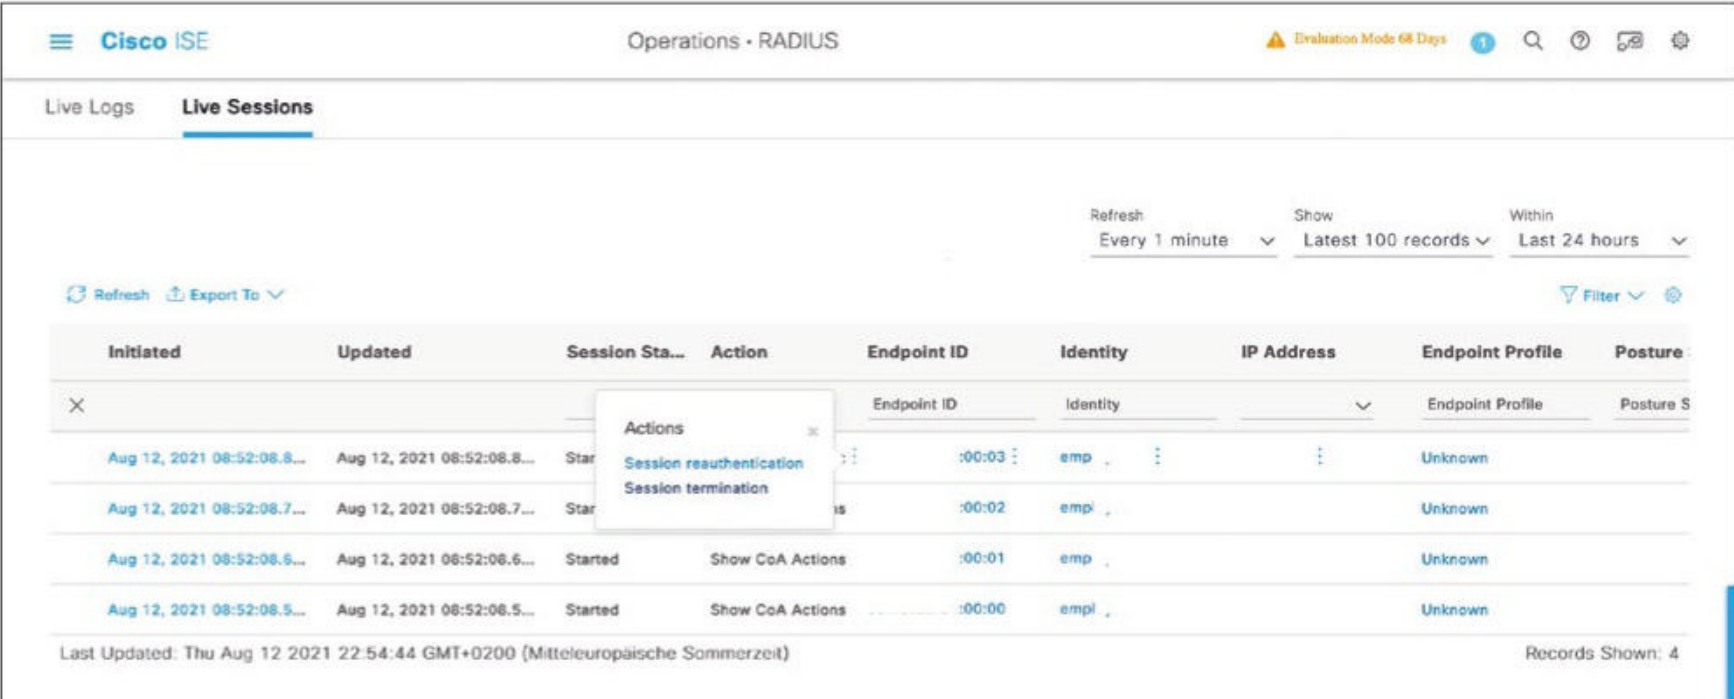 Cisco ISE
Operations · RADIUS
Evaluation Mode 68 Days
1
Live Logs
Live Sessions
Refresh
Show
Within
Every 1 minute
Latest 100 records
Last 24 hours
Refresh
Export To
Filter
Initiated Updated Session Sta... Action Endpoint ID Identity IP Address Endpoint Profile Posture
Endpoint ID Identity Endpoint Profile Posture S
Actions
Session reauthentication
Session termination
Aug 12, 2021 08:52:08.8... Aug 12, 2021 08:52:08.8... Star :00:03 emp Unknown
Aug 12, 2021 08:52:08.7... Aug 12, 2021 08:52:08.7... Star ns :00:02 empl Unknown
Aug 12, 2021 08:52:08.6... Aug 12, 2021 08:52:08.6... Started Show CoA Actions :00:01 emp Unknown
Aug 12, 2021 08:52:08.5... Aug 12, 2021 08:52:08.5... Started Show CoA Actions :00:00 empl Unknown
Last Updated: Thu Aug 12 2021 22:54:44 GMT+0200 (Mitteleuropäische Sommerzeit)
Records Shown: 4